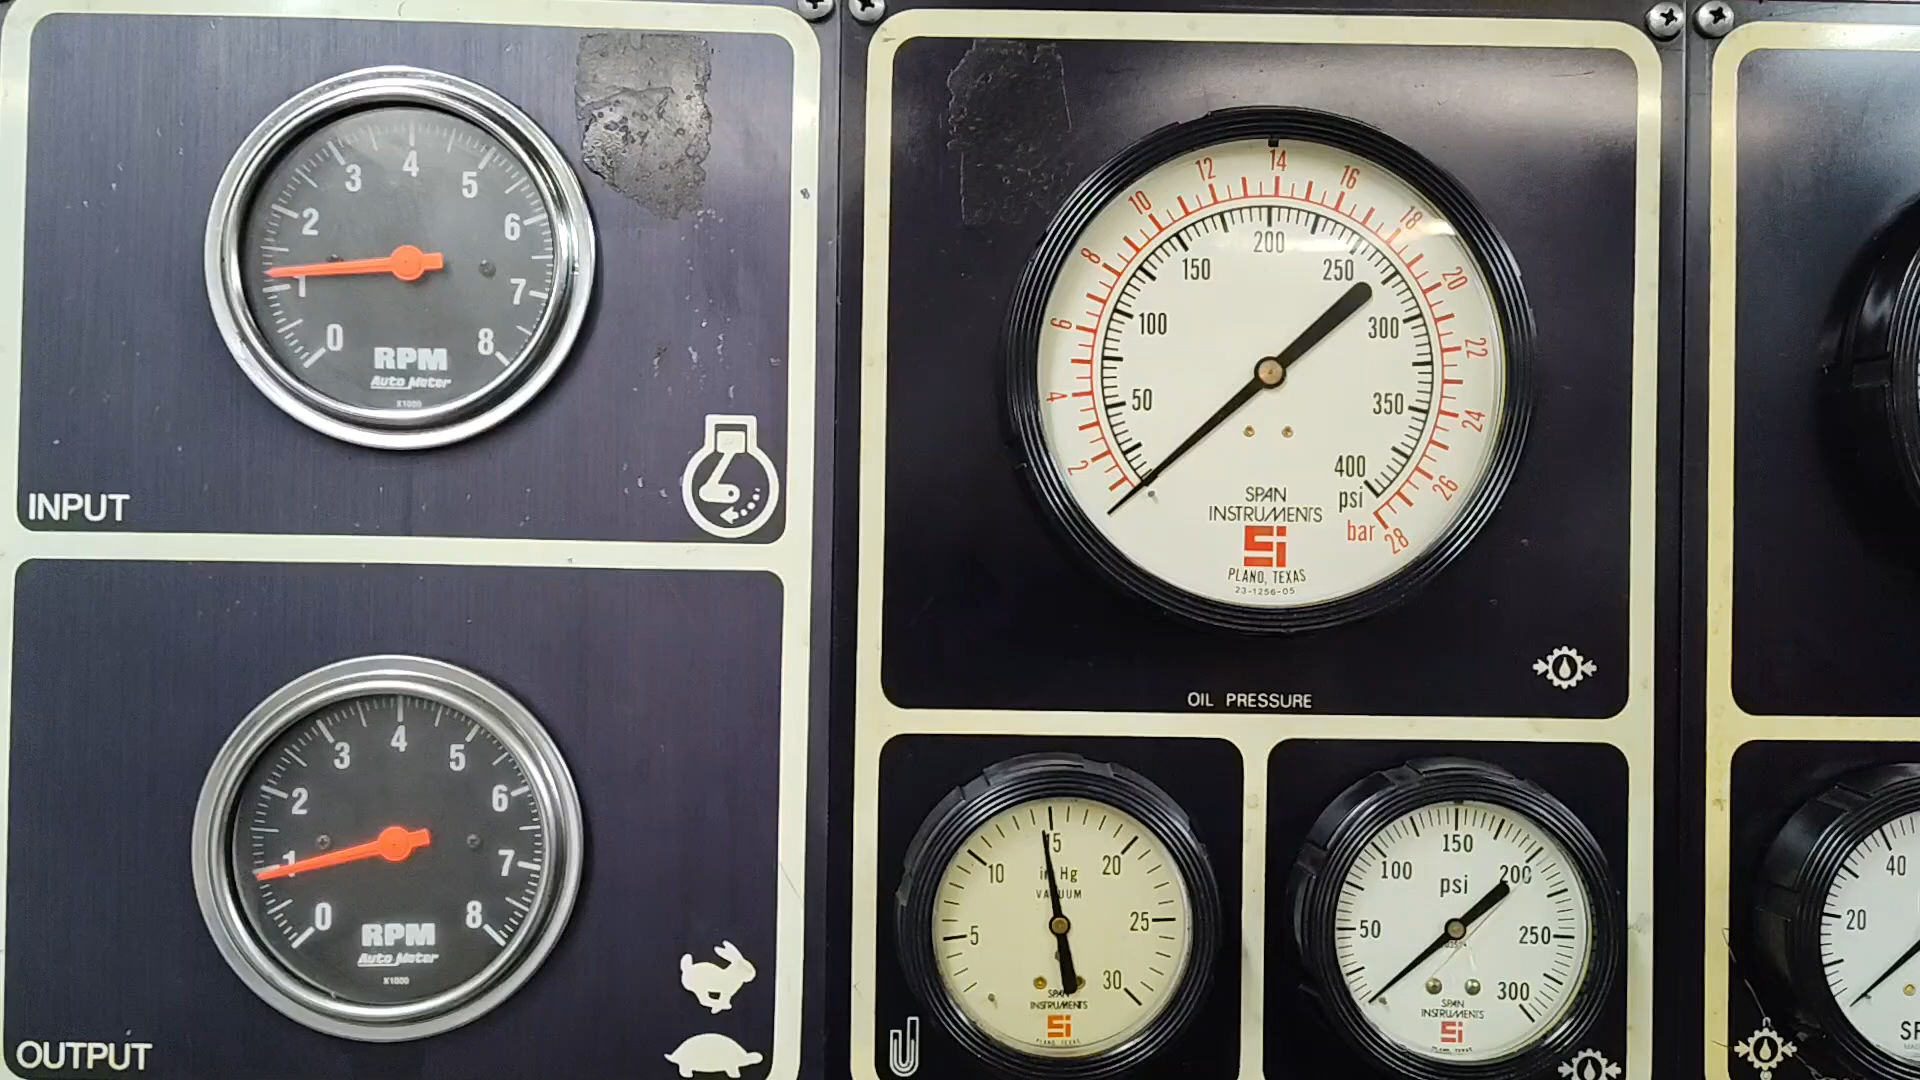 0 1 2 3 4 5 6 7 8
RPM
Auto Meter
X1000
INPUT
0 1 2 3 4 5 6 7 8
RPM
Auto Meter
X1000
OUTPUT
2 4 6 8 10 12 14 16 18 20 22 24 26 28
50 100 150 200 250 300 350 400
psi
bar
SPAN
INSTRUMENTS
Si
PLANO, TEXAS
23-1256-05
OIL PRESSURE
5 10 15 20 25 30
in Hg
VACUUM
SPAN
INSTRUMENTS
Si
PLANO, TEXAS
50 100 150 200 250 300
psi
SPAN
INSTRUMENTS
Si
PLANO, TEXAS
20 40